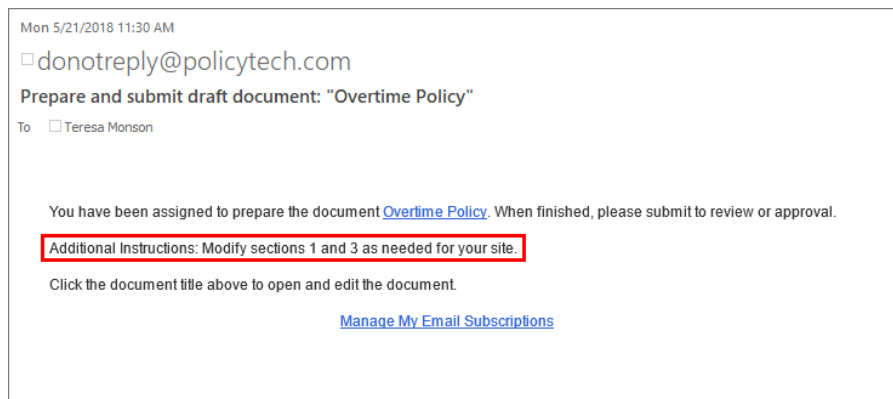 Mon 5/21/2018 11:30 AM
donotreply@policytech.com
Prepare and submit draft document: "Overtime Policy"
To Teresa Monson
You have been assigned to prepare the document Overtime Policy. When finished, please submit to review or approval.
Additional Instructions: Modify sections 1 and 3 as needed for your site.
Click the document title above to open and edit the document.
Manage My Email Subscriptions